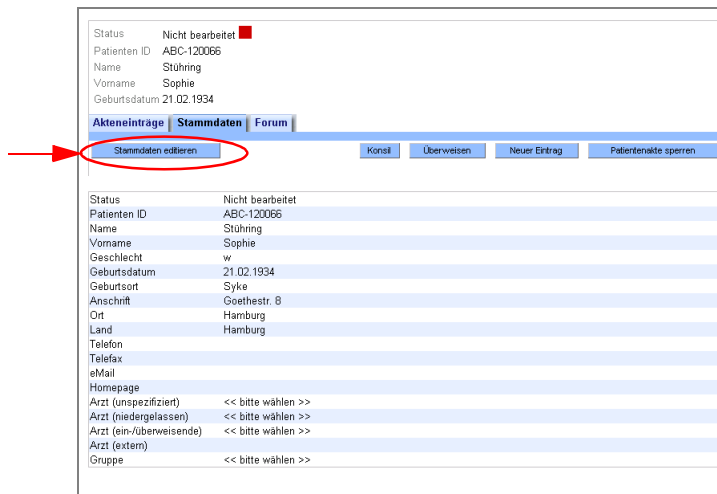 Status Nicht bearbeitet
Patienten ID ABC-120066
Name Stühring
Vorname Sophie
Geburtsdatum 21.02.1934
Akteneinträge Stammdaten Forum
Stammdaten editieren Konsil Überweisen Neuer Eintrag Patientenakte sperren
Status Nicht bearbeitet
Patienten ID ABC-120066
Name Stühring
Vorname Sophie
Geschlecht w
Geburtsdatum 21.02.1934
Geburtsort Syke
Anschrift Goethestr. 8
Ort Hamburg
Land Hamburg
Telefon
Telefax
eMail
Homepage
Arzt (unspezifiziert) << bitte wählen >>
Arzt (niedergelassen) << bitte wählen >>
Arzt (ein-/überweisende) << bitte wählen >>
Arzt (extern)
Gruppe << bitte wählen >>